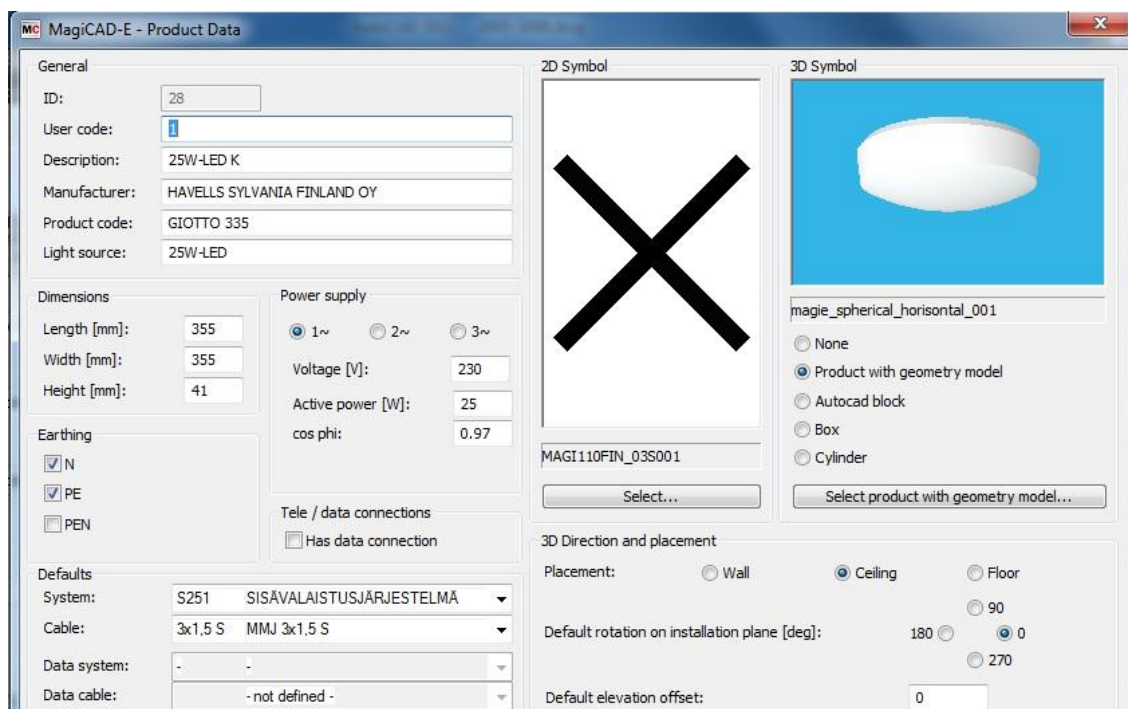 MC MagiCAD-E - Product Data
General
ID: 28
User code: 1
Description: 25W-LED K
Manufacturer: HAVELLS SYLVANIA FINLAND OY
Product code: GIOTTO 335
Light source: 25W-LED
Dimensions
Length [mm]: 355
Width [mm]: 355
Height [mm]: 41
Power supply
1~ 2~ 3~
Voltage [V]: 230
Active power [W]: 25
cos phi: 0.97
Earthing
N
PE
PEN
Tele / data connections
Has data connection
Defaults
System: S251 SISÄVALAISTUSJÄRJESTELMÄ
Cable: 3x1,5 S MMJ 3x1,5 S
Data system: - -
Data cable: - not defined -
2D Symbol
MAGI110FIN_03S001
Select...
3D Symbol
magie_spherical_horisontal_001
None
Product with geometry model
Autocad block
Box
Cylinder
Select product with geometry model...
3D Direction and placement
Placement: Wall Ceiling Floor
90
Default rotation on installation plane [deg]: 180 0
270
Default elevation offset: 0